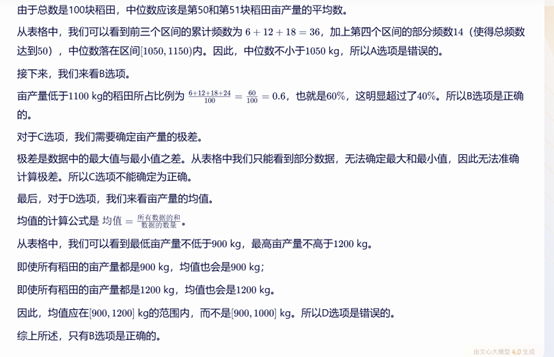 由于总数是100块稻田，中位数应该是第50和第51块稻田亩产量的平均数。
从表格中，我们可以看到前三个区间的累计频数为 6 + 12 + 18 = 36，加上第四个区间的部分频数14（使得总频数
达到50），中位数落在区间[1050, 1150)内。因此，中位数不小于1050 kg，所以A选项是错误的。
接下来，我们来看B选项。
亩产量低于1100 kg的稻田所占比例为 6+12+18+24/100 = 60/100 = 0.6，也就是60%，这明显超过了40%。所以B选项是正确
的。
对于C选项，我们需要确定亩产量的极差。
极差是数据中的最大值与最小值之差。从表格中我们只能看到部分数据，无法确定最大和最小值，因此无法准确
计算极差。所以C选项不能确定为正确。
最后，对于D选项，我们来看亩产量的均值。
均值的计算公式是 均值 = 所有数据的和/数据的数量。
从表格中，我们可以看到最低亩产量不低于900 kg，最高亩产量不高于1200 kg。
即使所有稻田的亩产量都是900 kg，均值也会是900 kg；
即使所有稻田的亩产量都是1200 kg，均值也会是1200 kg。
因此，均值应在[900, 1200] kg的范围内，而不是[900, 1000] kg。所以D选项是错误的。
综上所述，只有B选项是正确的。
由文心大模型 4.0 生成